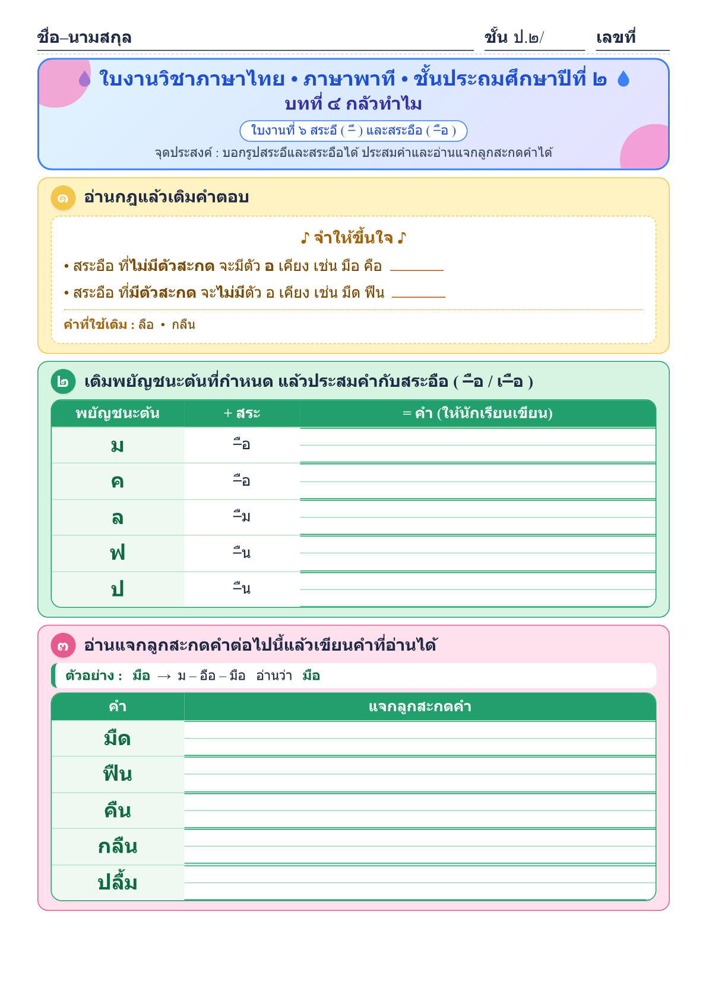 ชื่อ–นามสกุล ชั้น ป.๒/ เลขที่
ใบงานวิชาภาษาไทย • ภาษาพาที • ชั้นประถมศึกษาปีที่ ๒
บทที่ ๔ กลัวทำไม
ใบงานที่ ๖ สระอึ ( –ึ ) และสระอือ ( –ือ )
จุดประสงค์ : บอกรูปสระอึและสระอือได้ ประสมคำและอ่านแจกลูกสะกดคำได้
๑ อ่านกฎแล้วเติมคำตอบ
♪ จำให้ขึ้นใจ ♪
• สระอือ ที่ไม่มีตัวสะกด จะมีตัว อ เคียง เช่น มือ คือ
• สระอือ ที่มีตัวสะกด จะไม่มีตัว อ เคียง เช่น มืด ฟืน
คำที่ใช้เติม : ลือ • กลืน
๒ เติมพยัญชนะต้นที่กำหนด แล้วประสมคำกับสระอือ ( –ือ / เ–ือ )
พยัญชนะต้น + สระ = คำ (ให้นักเรียนเขียน)
ม –ือ
ค –ือ
ล –ืม
ฟ –ืน
ป –ืน
๓ อ่านแจกลูกสะกดคำต่อไปนี้แล้วเขียนคำที่อ่านได้
ตัวอย่าง : มือ → ม – อือ – มือ อ่านว่า มือ
คำ แจกลูกสะกดคำ
มืด
ฟืน
คืน
กลืน
ปลื้ม